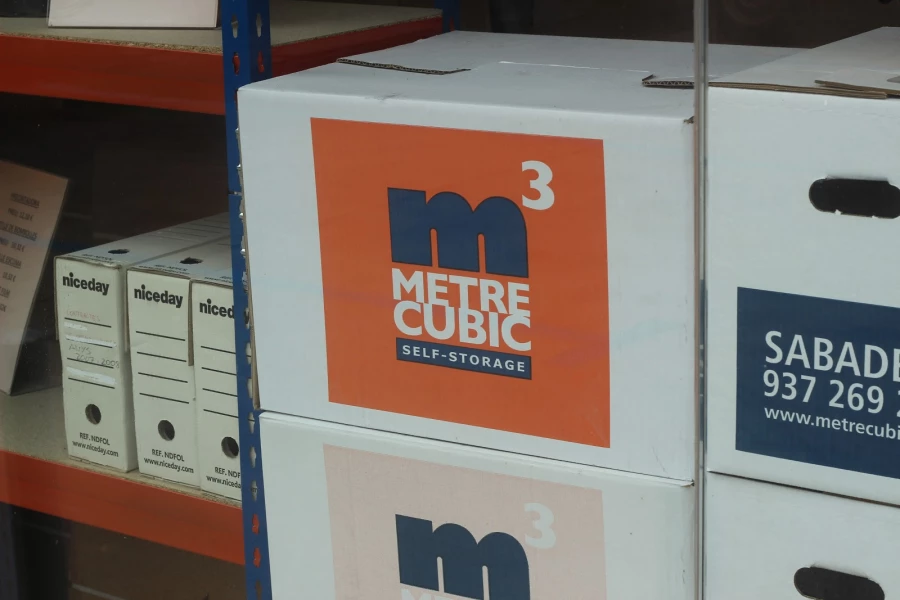 niceday
REF. NDFOL
www.niceday.com
niceday
REF. NDFOL
www.niceday.com
niced
REF. NDF
www.niceda
m3
METRE
CUBIC
SELF-STORAGE
m3
SABADE
937 269
www.metrecubi